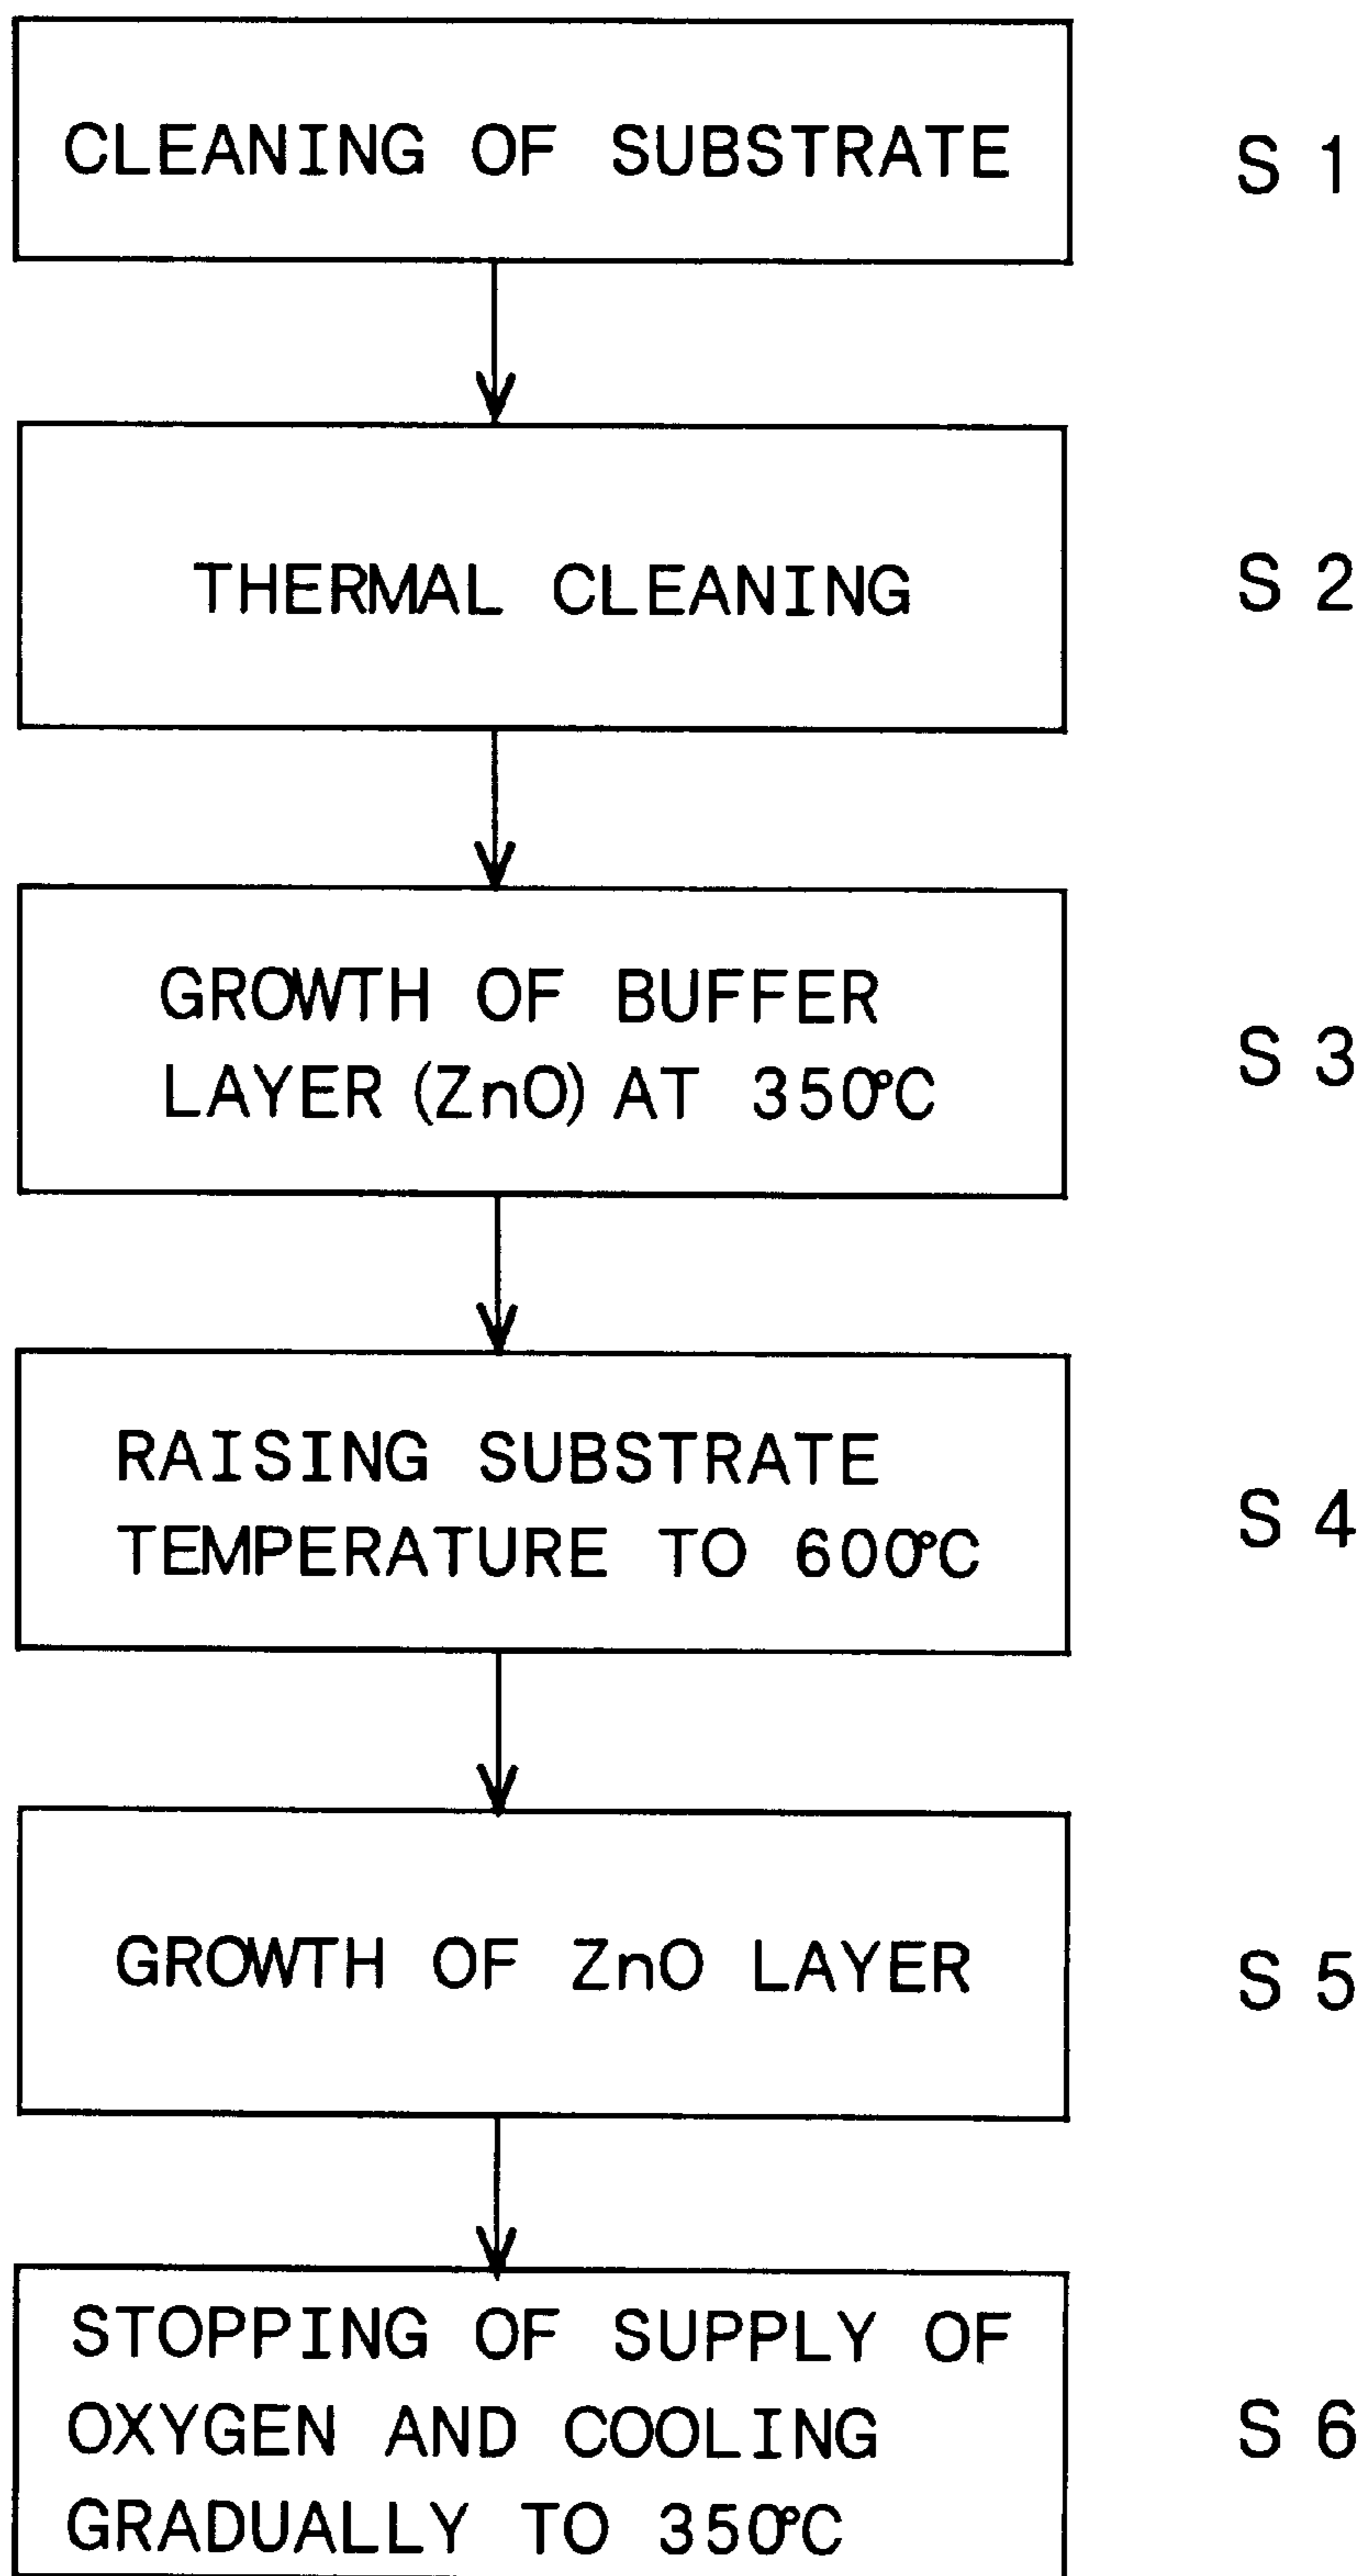 CLEANING OF SUBSTRATE
S 1
THERMAL CLEANING
S 2
GROWTH OF BUFFER
LAYER (ZnO) AT 350°C
S 3
RAISING SUBSTRATE
TEMPERATURE TO 600°C
S 4
GROWTH OF ZnO LAYER
S 5
STOPPING OF SUPPLY OF
OXYGEN AND COOLING
GRADUALLY TO 350°C
S 6